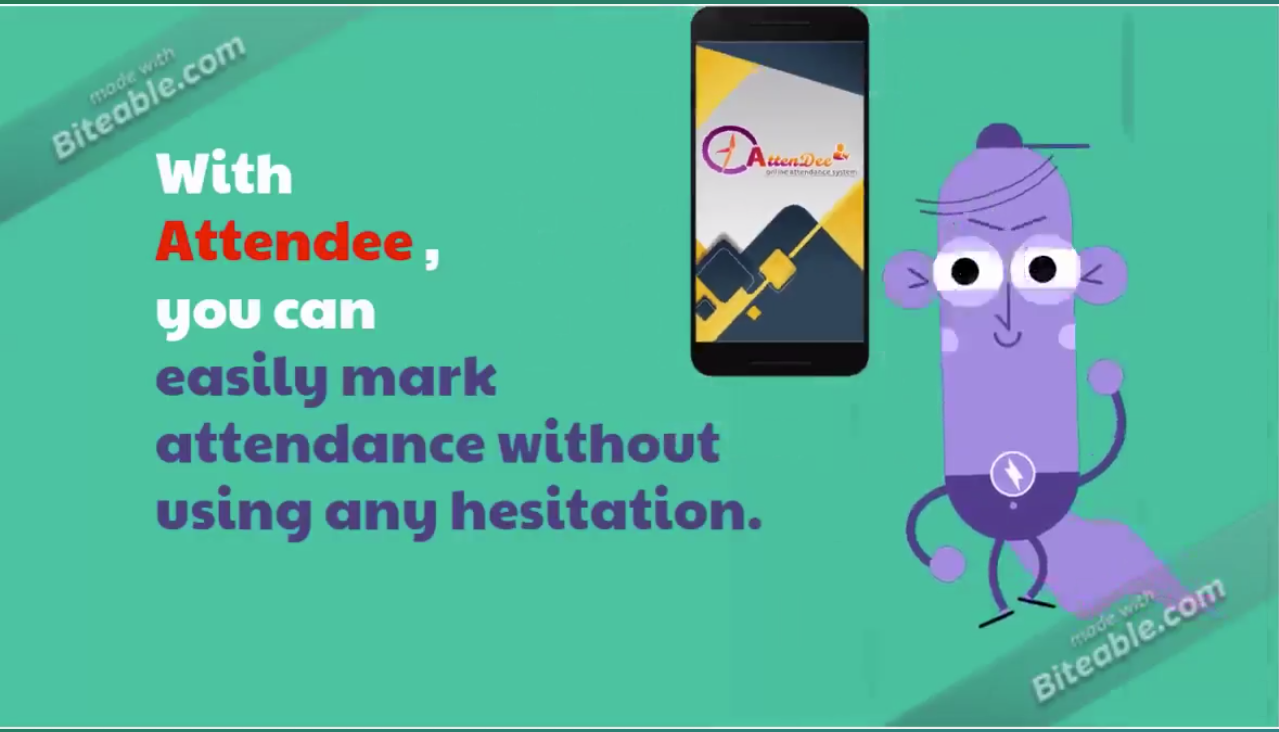 made with
Biteable.com
With
Attendee ,
you can
easily mark
attendance without
using any hesitation.
AttenDee
online attendance system
made with
Biteable.com